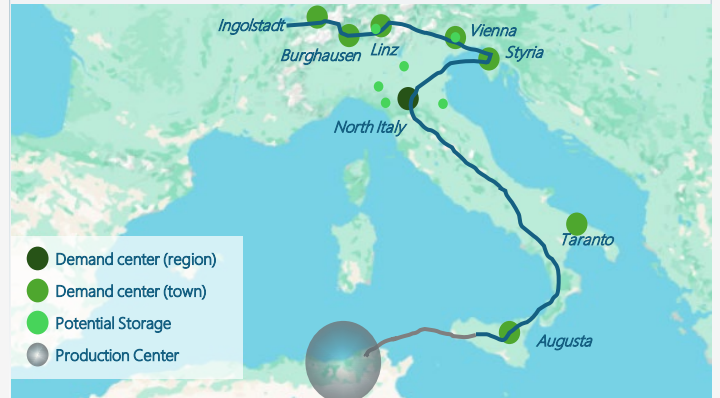 Ingolstadt
Vienna
Burghausen
Linz
Styria
North Italy
Taranto
Demand center (region)
Demand center (town)
Potential Storage
Production Center
Augusta